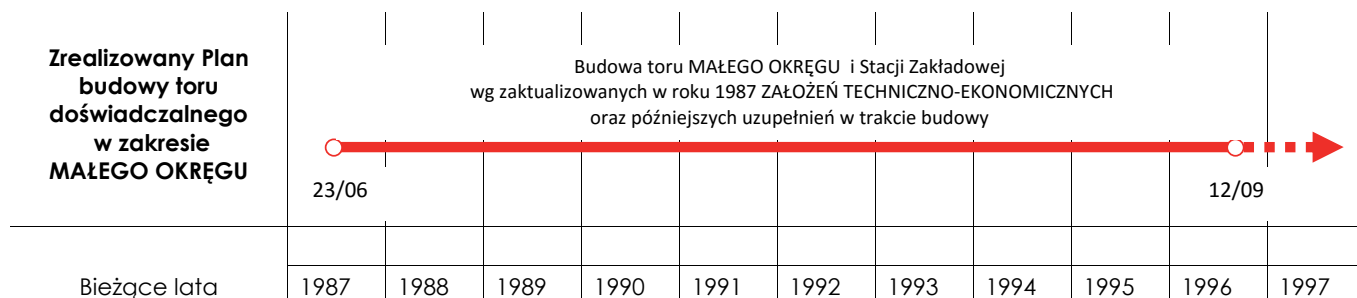 Zrealizowany Plan
budowy toru
doświadczalnego
w zakresie
MAŁEGO OKRĘGU
Budowa toru MAŁEGO OKRĘGU i Stacji Zakładowej
wg zaktualizowanych w roku 1987 ZAŁOŻEŃ TECHNICZNO-EKONOMICZNYCH
oraz późniejszych uzupełnień w trakcie budowy
23/06 12/09
Bieżące lata 1987 1988 1989 1990 1991 1992 1993 1994 1995 1996 1997